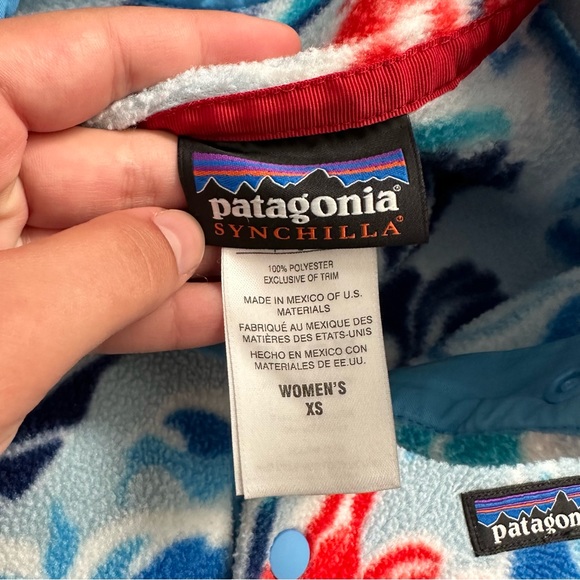 patagonia®
SYNCHILLA®
100% POLYESTER
EXCLUSIVE OF TRIM
MADE IN MEXICO OF U.S.
MATERIALS
FABRIQUÉ AU MEXIQUE DES
MATIÈRES DES ETATS-UNIS
HECHO EN MEXICO CON
MATERIALES DE EE.UU.
WOMEN'S
XS
patagonia